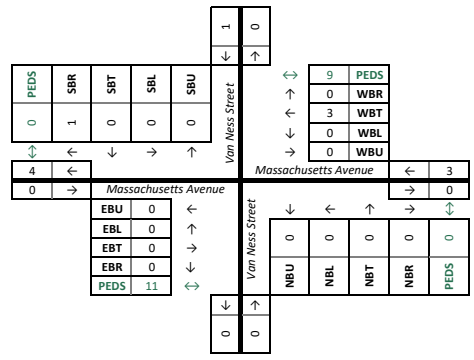 1 0
↓ ↑
PEDS SBR SBT SBL SBU
0 1 0 0 0
↕ ← ↓ → ↑
Van Ness Street
↔ 9 PEDS
↑ 0 WBR
← 3 WBT
↓ 0 WBL
→ 0 WBU
4 ←
Massachusetts Avenue ← 3
0 → Massachusetts Avenue
→ 0
EBU 0 ←
EBL 0 ↑
EBT 0 →
EBR 0 ↓
PEDS 11 ↔
Van Ness Street
↓ ← ↑ → ↕
0 0 0 0 0
NBU NBL NBT NBR PEDS
↓ ↑
0 0